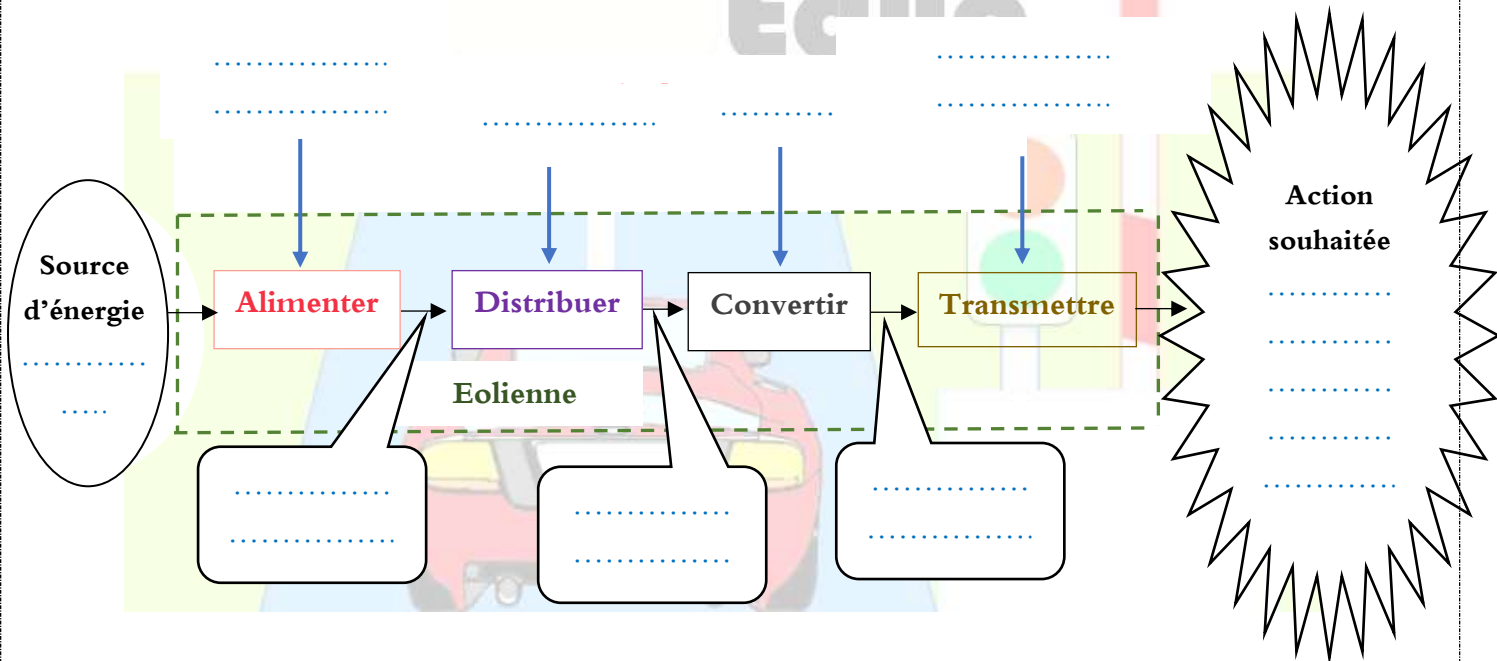 Source
d’énergie
Alimenter
Distribuer
Convertir
Transmettre
Eolienne
Action
souhaitée